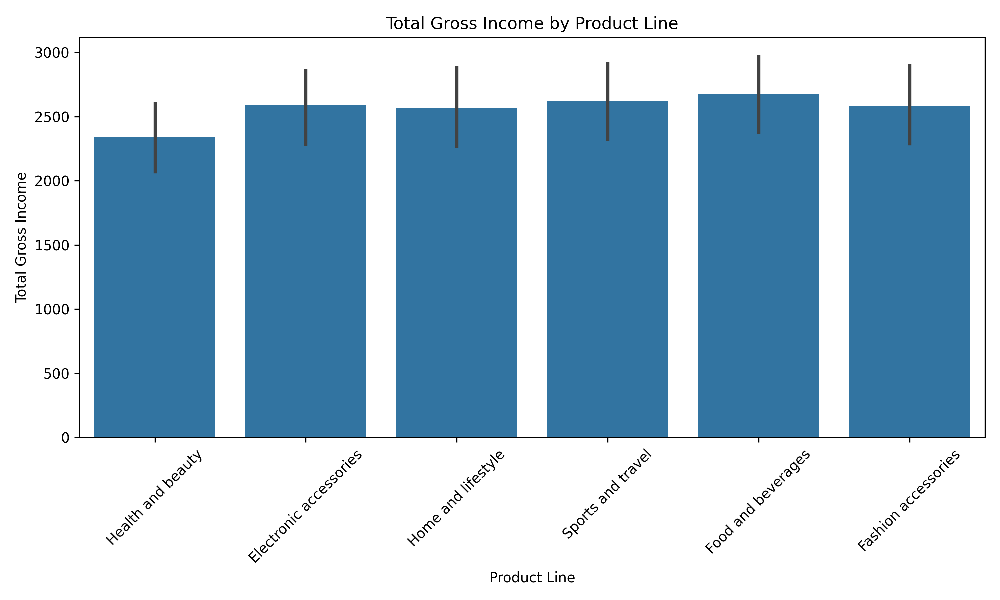 Total Gross Income by Product Line
Total Gross Income
3000
2500
2000
1500
1000
500
0
Health and beauty
Electronic accessories
Home and lifestyle
Sports and travel
Food and beverages
Fashion accessories
Product Line